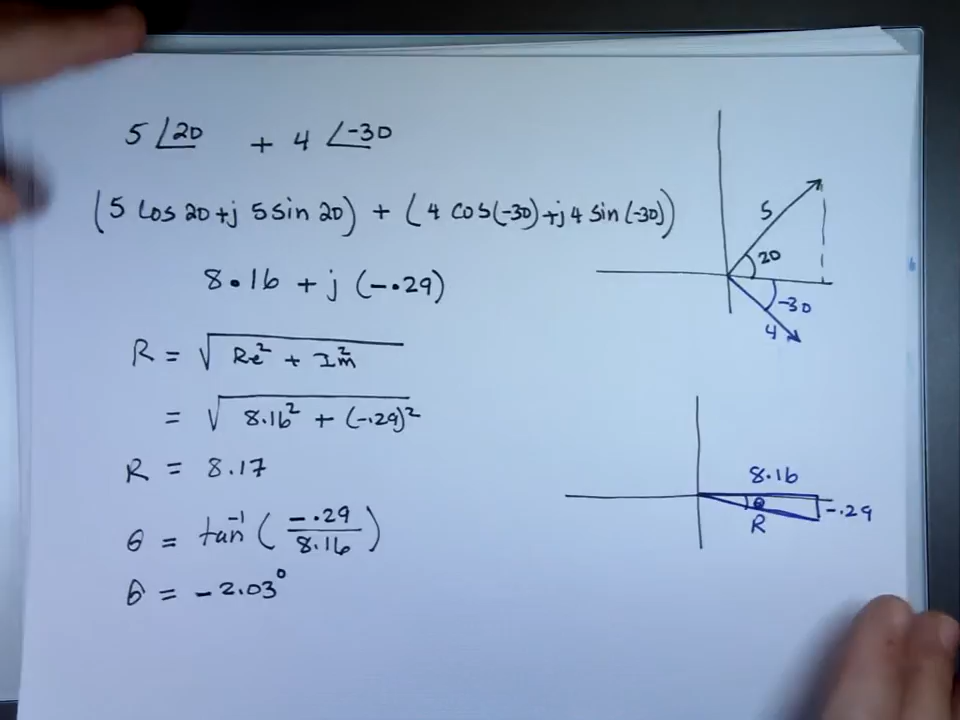 5 ∠20 + 4 ∠-30
(5 cos 20 + j 5 sin 20) + (4 cos(-30) + j 4 sin(-30))
8.16 + j (-.29)
R = √(Re² + Im²)
= √(8.16² + (-.29)²)
R = 8.17
θ = tan⁻¹ (-.29 / 8.16)
θ = -2.03°
5
20
-30
4
8.16
θ
-.29
R